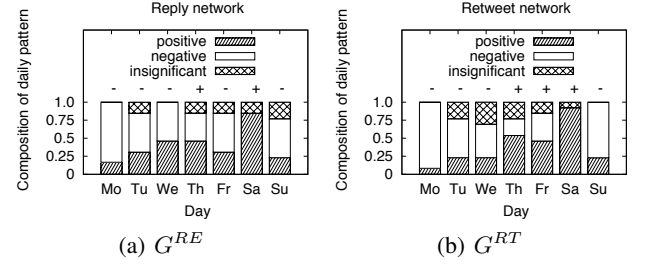 Reply network
Composition of daily pattern
positive
negative
insignificant
- - - + - + -
1.0
0.75
0.5
0.25
0
Mo Tu We Th Fr Sa Su
Day
(a) G^{RE}
Retweet network
Composition of daily pattern
positive
negative
insignificant
- - - + + + -
1.0
0.75
0.5
0.25
0
Mo Tu We Th Fr Sa Su
Day
(b) G^{RT}